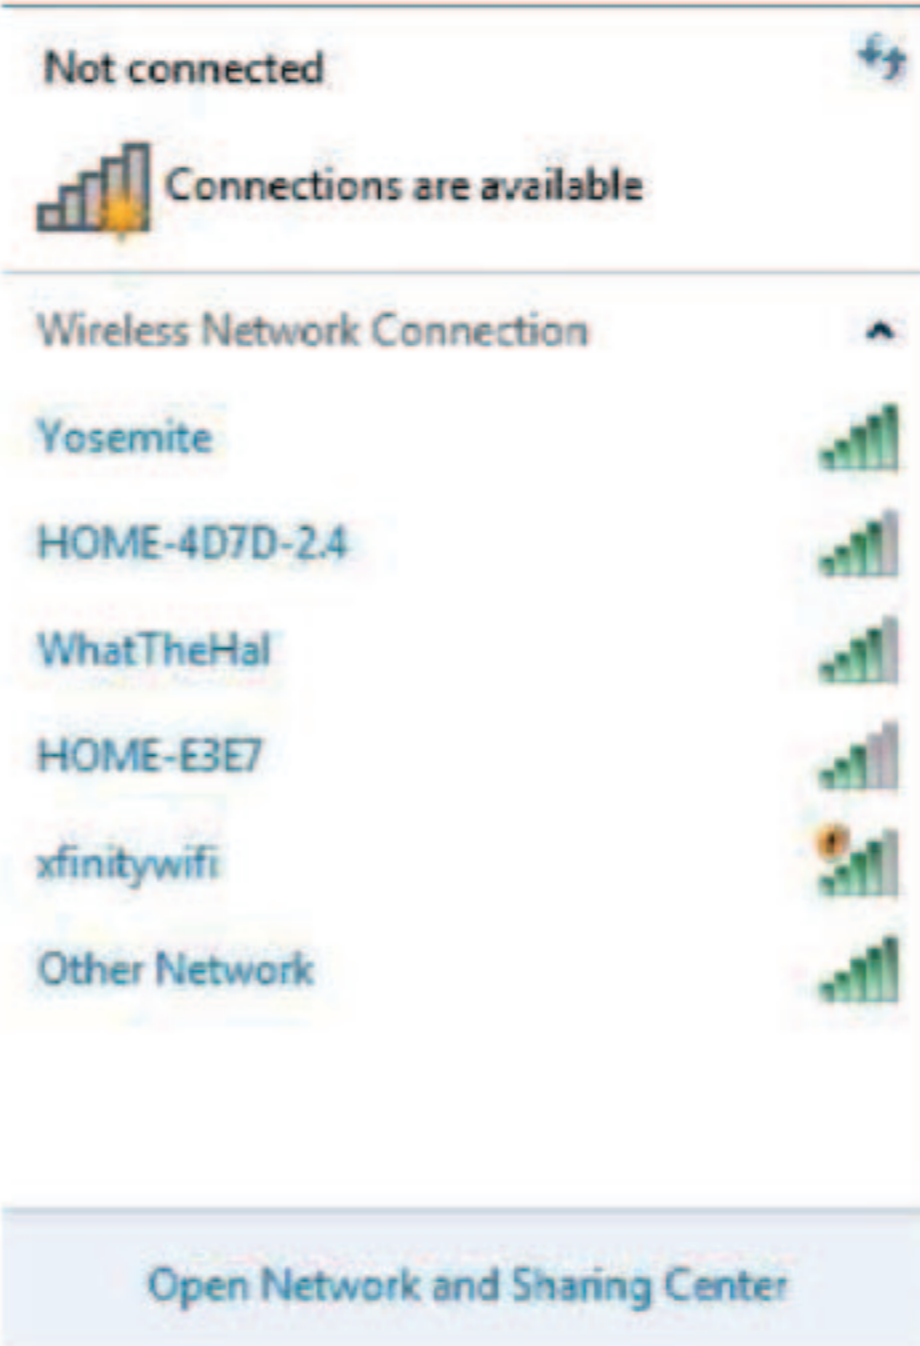 Not connected
Connections are available
Wireless Network Connection
Yosemite
HOME-4D7D-2.4
WhatTheHal
HOME-E3E7
xfinitywifi
Other Network
Open Network and Sharing Center